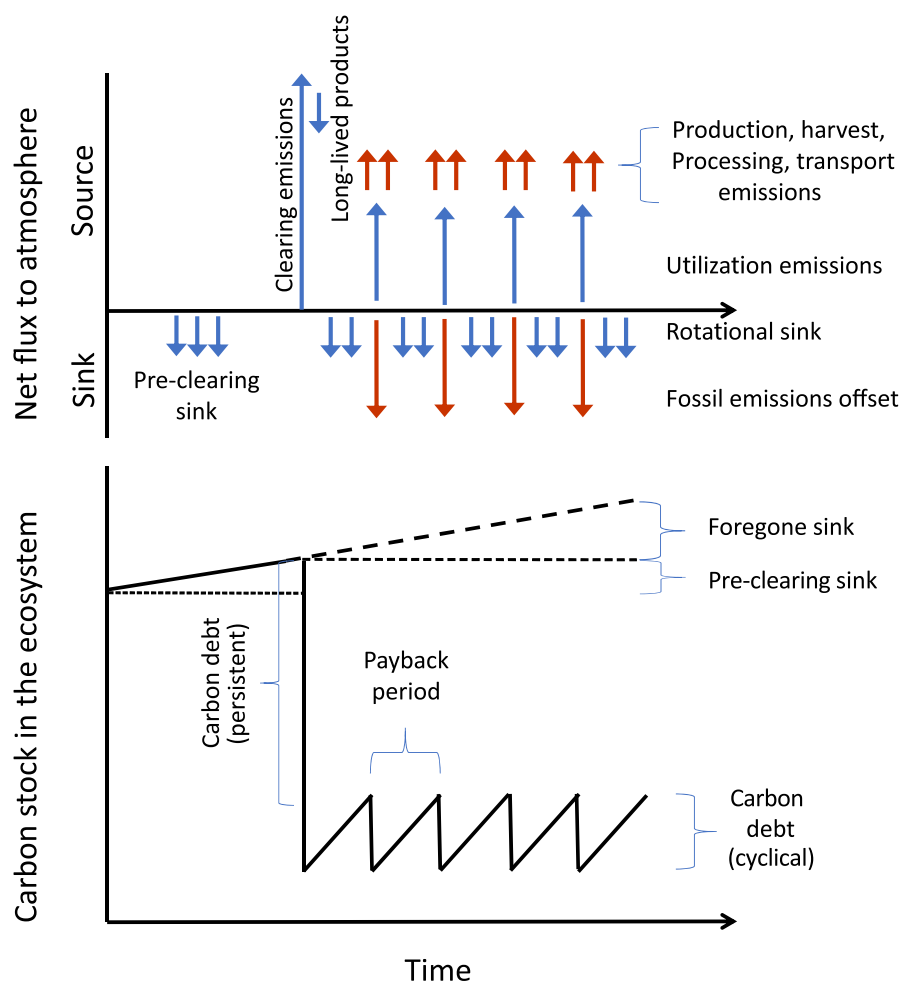 Net flux to atmosphere
Source
Sink
Clearing emissions
Long-lived products
Production, harvest,
Processing, transport
emissions
Utilization emissions
Rotational sink
Fossil emissions offset
Pre-clearing
sink
Carbon stock in the ecosystem
Foregone sink
Pre-clearing sink
Carbon debt
(persistent)
Payback
period
Carbon
debt
(cyclical)
Time